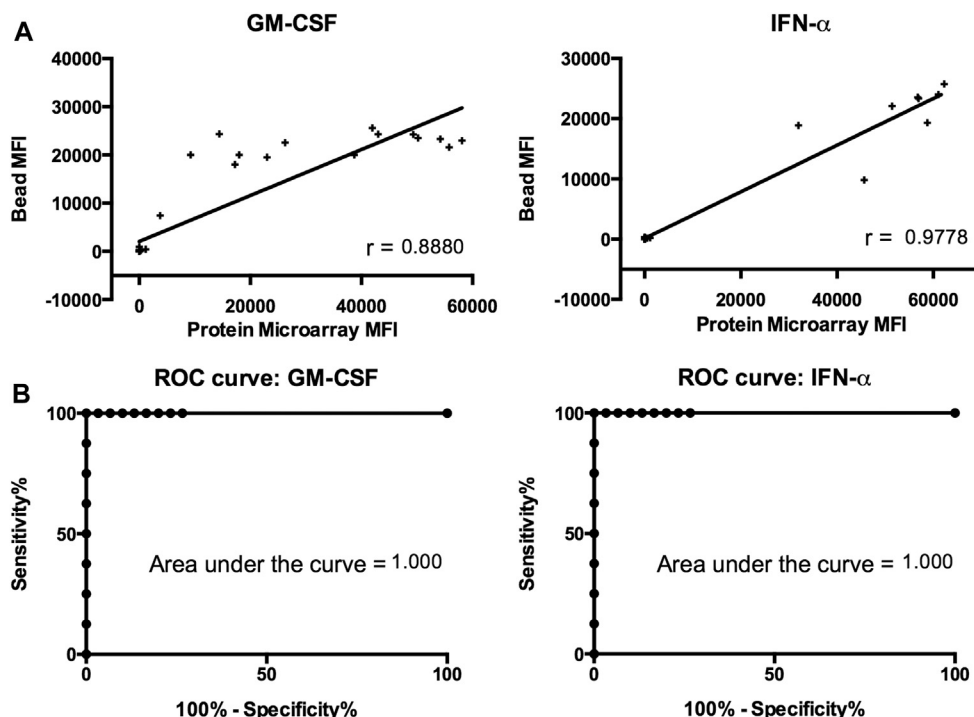 A
GM-CSF
Bead MFI
40000
30000
20000
10000
0
-10000
r = 0.8880
0 20000 40000 60000
Protein Microarray MFI
IFN-α
Bead MFI
30000
20000
10000
0
-10000
r = 0.9778
0 20000 40000 60000
Protein Microarray MFI
B
ROC curve: GM-CSF
Sensitivity%
100
50
0
Area under the curve = 1.000
0 50 100
100% - Specificity%
ROC curve: IFN-α
Sensitivity%
100
50
0
Area under the curve = 1.000
0 50 100
100% - Specificity%